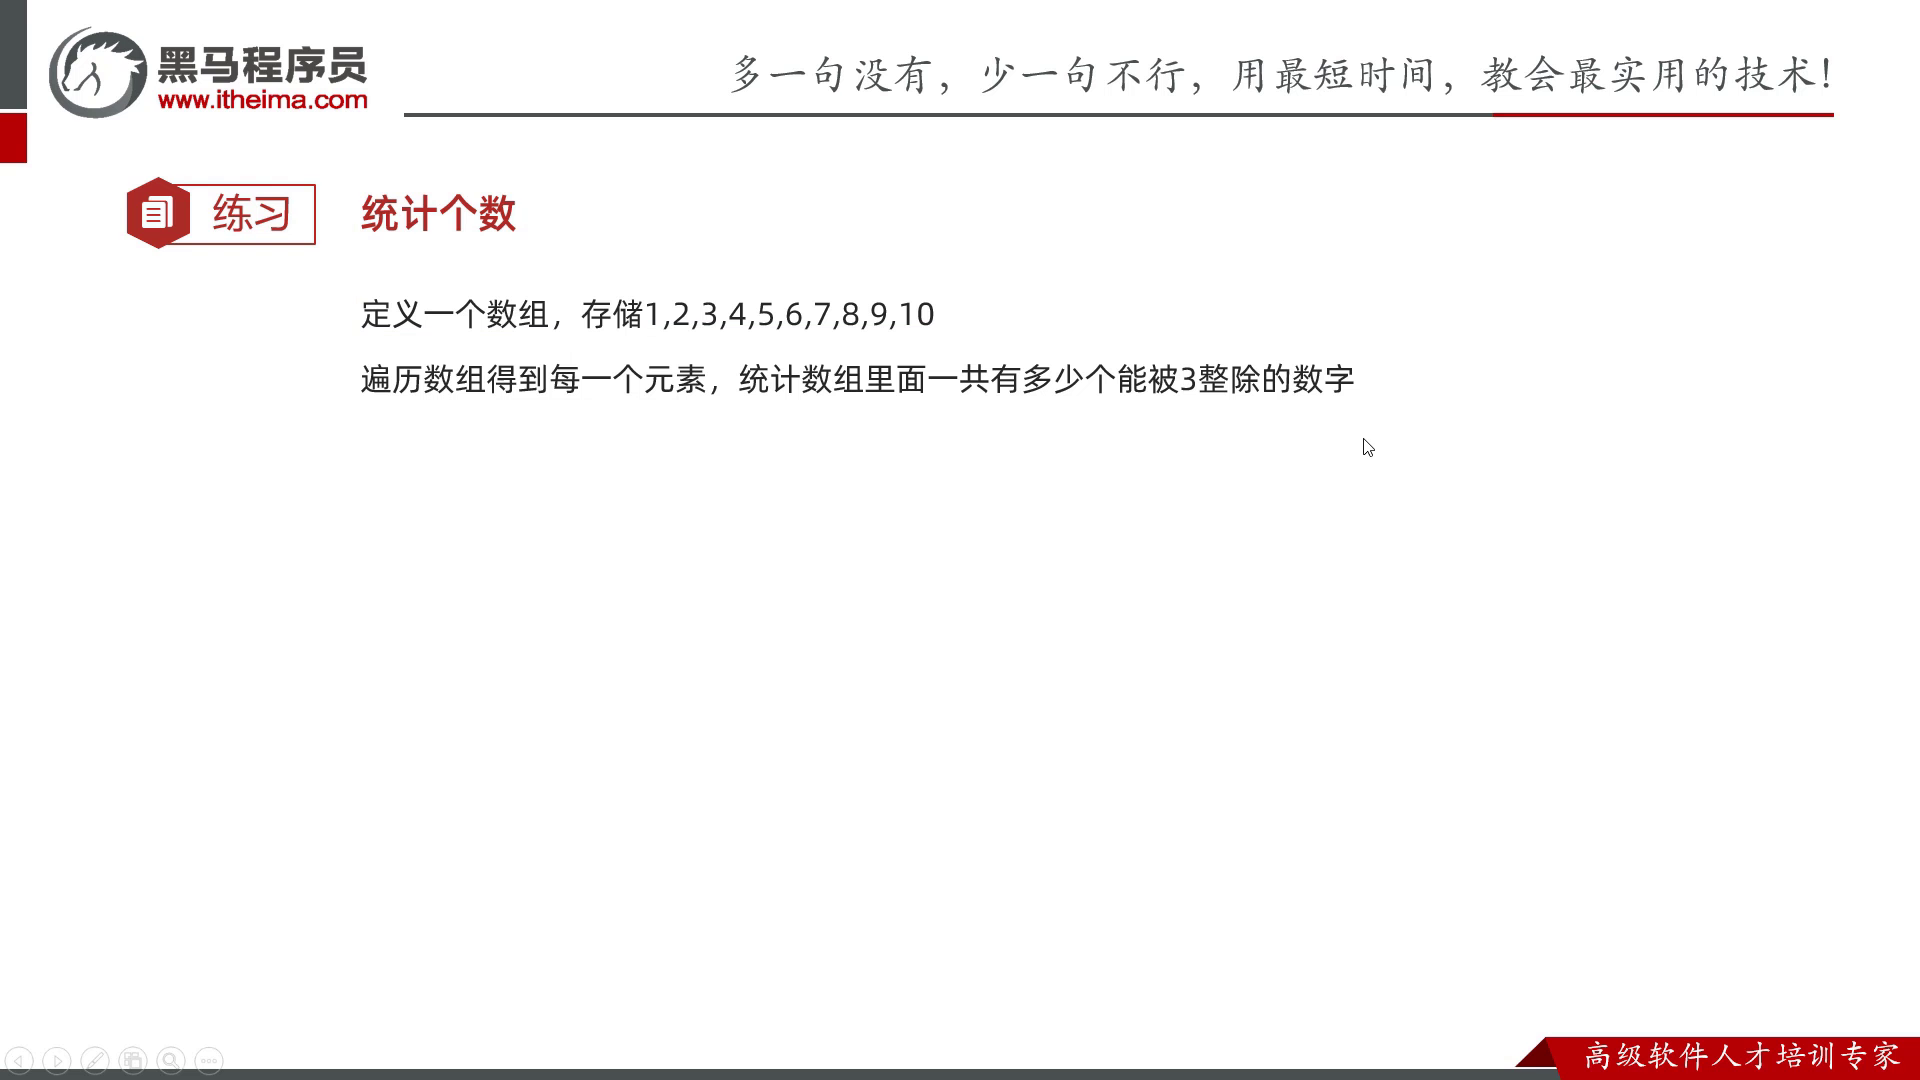 黑马程序员
www.itheima.com
多一句没有，少一句不行，用最短时间，教会最实用的技术！
练习
统计个数
定义一个数组，存储1,2,3,4,5,6,7,8,9,10
遍历数组得到每一个元素，统计数组里面一共有多少个能被3整除的数字
高级软件人才培训专家